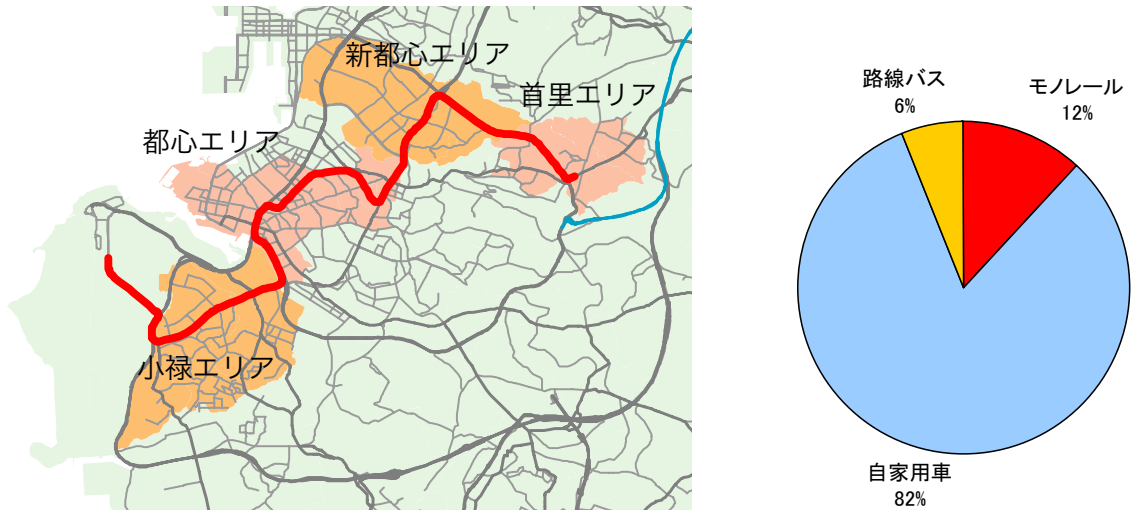 新都心エリア
首里エリア
都心エリア
小禄エリア
路線バス
6%
モノレール
12%
自家用車
82%